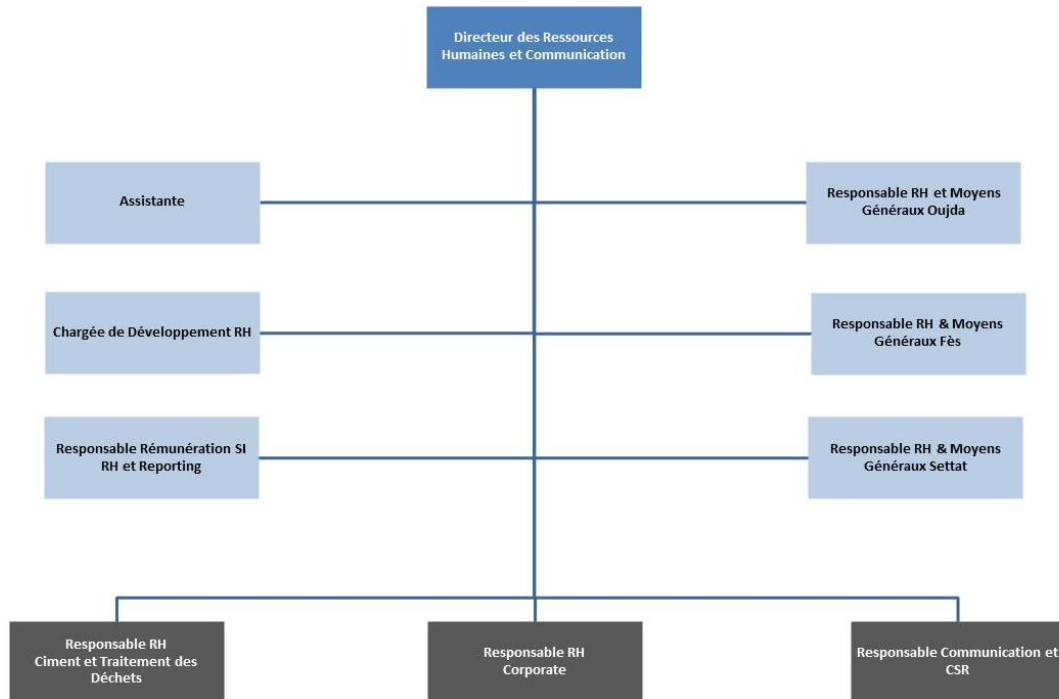 Directeur des Ressources
Humaines et Communication
Assistante
Responsable RH et Moyens
Généraux Oujda
Chargée de Développement RH
Responsable RH & Moyens
Généraux Fès
Responsable Rémunération SI
RH et Reporting
Responsable RH & Moyens
Généraux Settat
Responsable RH
Ciment et Traitement des
Déchets
Responsable RH
Corporate
Responsable Communication et
CSR